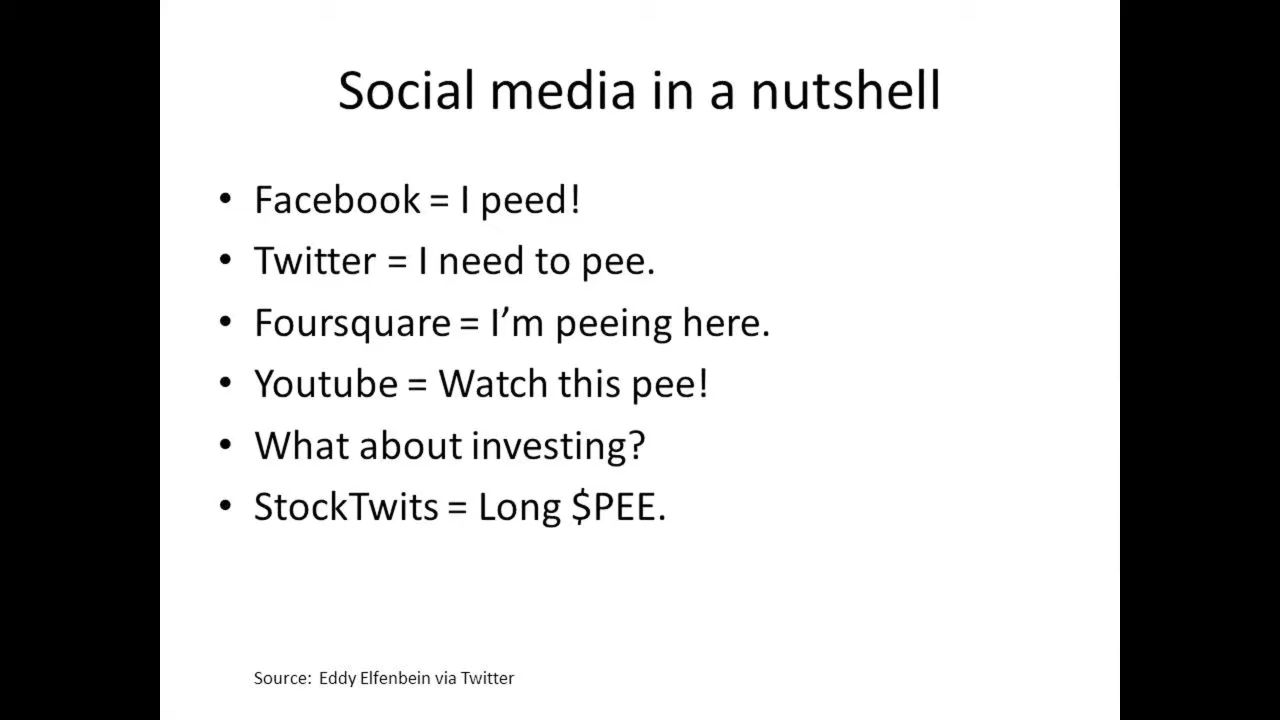 Social media in a nutshell
• Facebook = I peed!
• Twitter = I need to pee.
• Foursquare = I’m peeing here.
• Youtube = Watch this pee!
• What about investing?
• StockTwits = Long $PEE.
Source: Eddy Elfenbein via Twitter